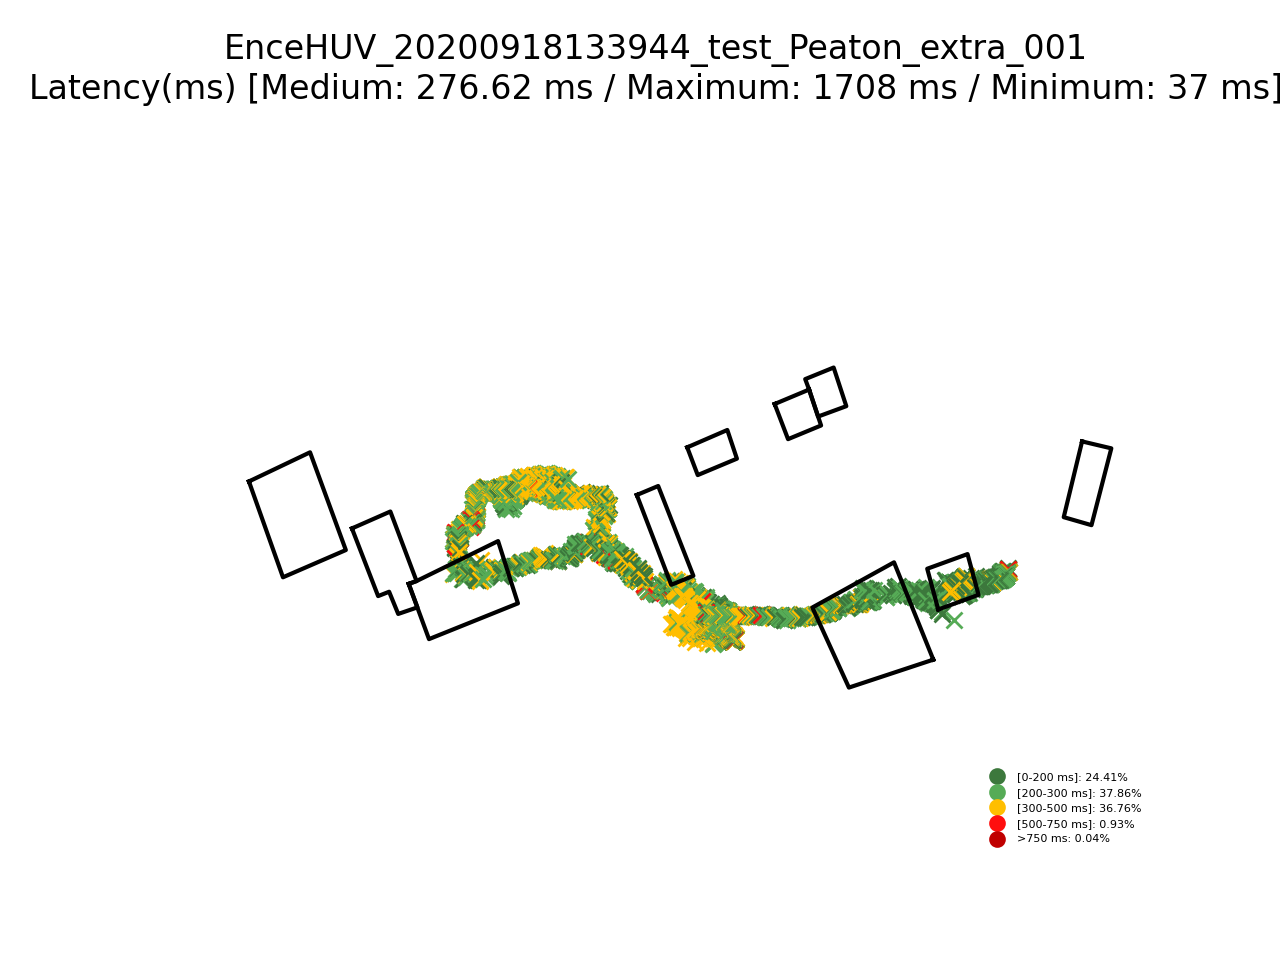 EnceHUV_20200918133944_test_Peaton_extra_001
Latency(ms) [Medium: 276.62 ms / Maximum: 1708 ms / Minimum: 37 ms]
[0-200 ms]: 24.41%
[200-300 ms]: 37.86%
[300-500 ms]: 36.76%
[500-750 ms]: 0.93%
>750 ms: 0.04%